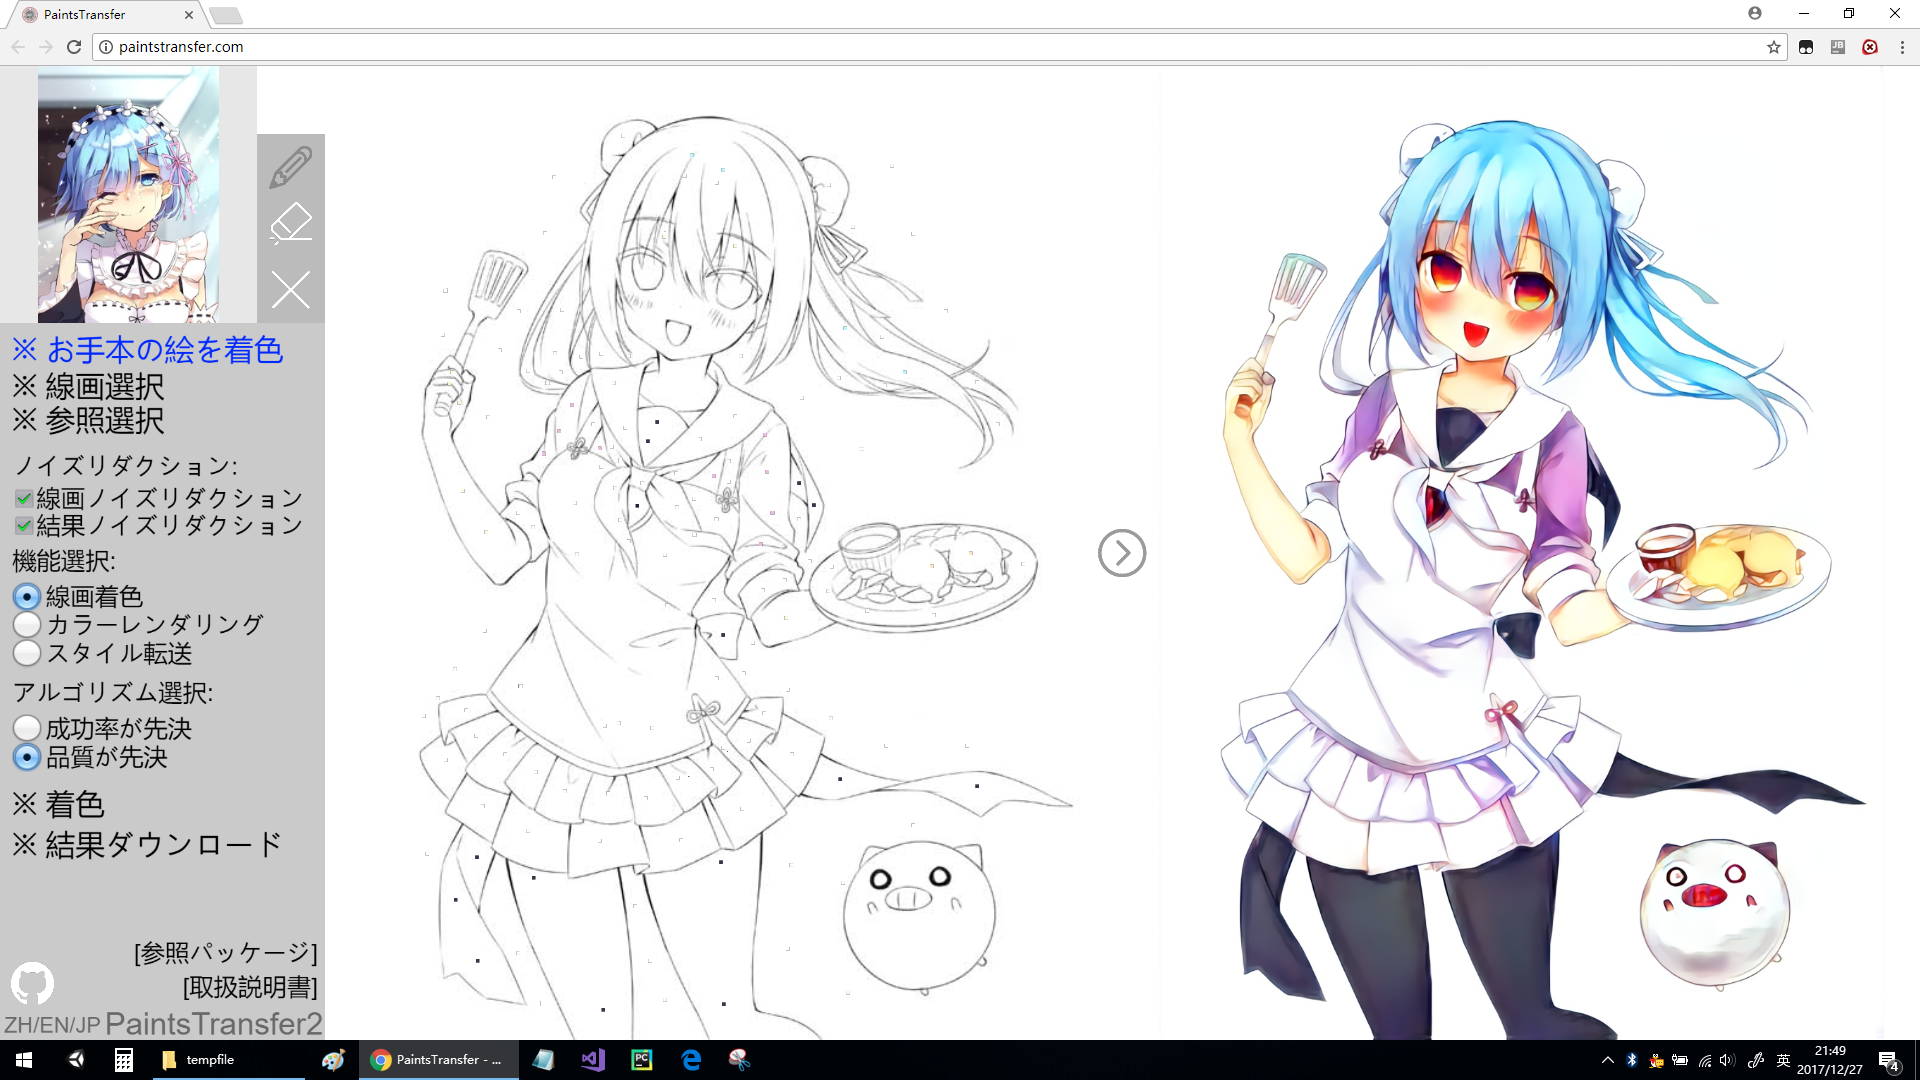 PaintsTransfer
paintstransfer.com
JB
※ お手本の絵を着色
※ 線画選択
※ 参照選択
ノイズリダクション:
線画ノイズリダクション
結果ノイズリダクション
機能選択:
線画着色
カラーレンダリング
スタイル転送
アルゴリズム選択:
成功率が先決
品質が先決
※ 着色
※ 結果ダウンロード
[参照パッケージ]
[取扱説明書]
ZH/EN/JP PaintsTransfer2
tempfile
PaintsTransfer - ...
PC
英
21:49
2017/12/27
4